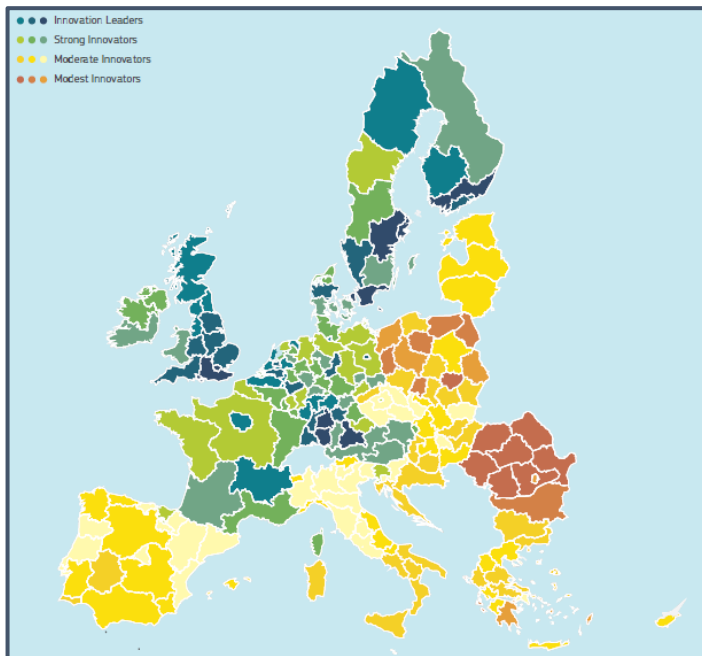 Innovation Leaders
Strong Innovators
Moderate Innovators
Modest Innovators